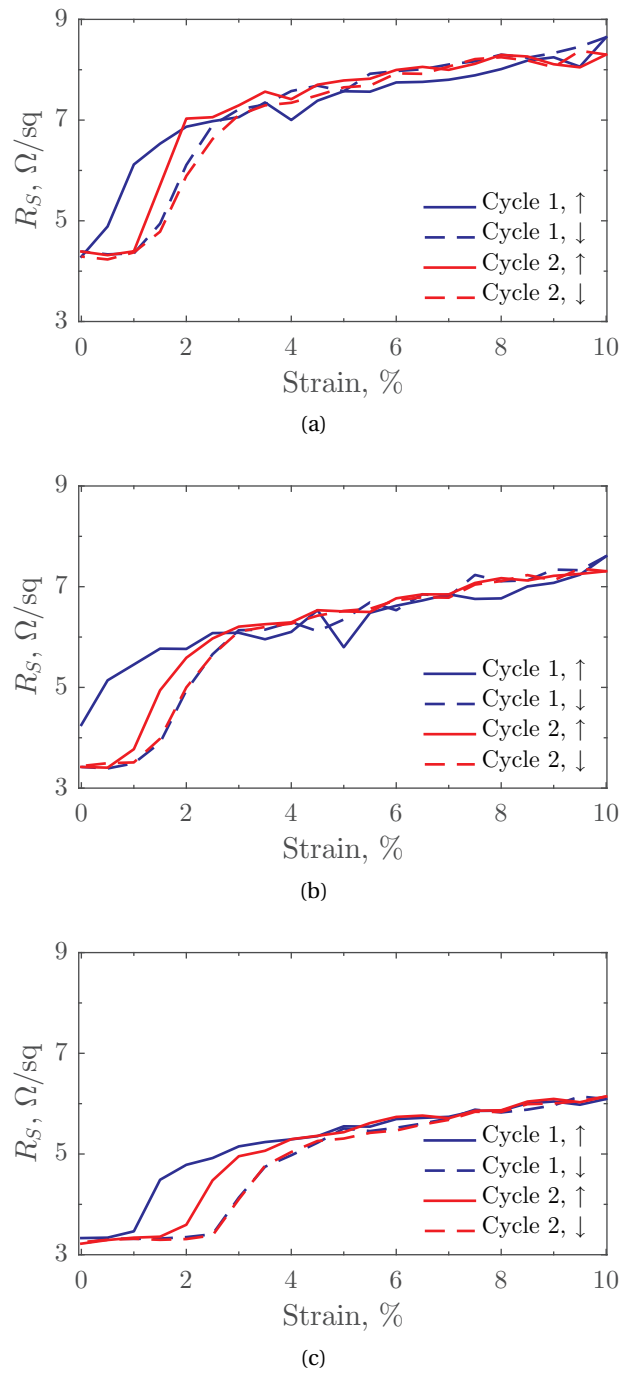 9
7
5
3
R_S, Ω/sq
Cycle 1, ↑
Cycle 1, ↓
Cycle 2, ↑
Cycle 2, ↓
0 2 4 6 8 10
Strain, %
(a)
9
7
5
3
R_S, Ω/sq
Cycle 1, ↑
Cycle 1, ↓
Cycle 2, ↑
Cycle 2, ↓
0 2 4 6 8 10
Strain, %
(b)
9
7
5
3
R_S, Ω/sq
Cycle 1, ↑
Cycle 1, ↓
Cycle 2, ↑
Cycle 2, ↓
0 2 4 6 8 10
Strain, %
(c)